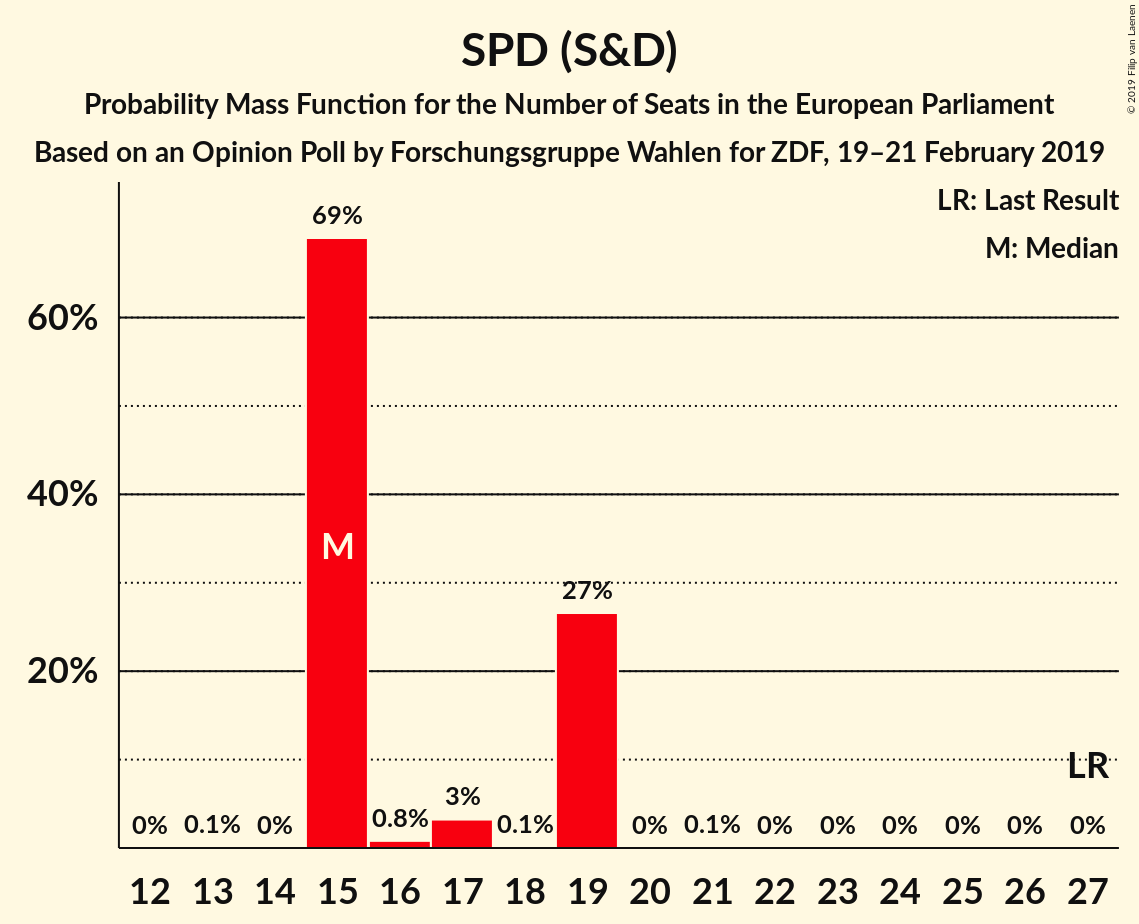 SPD (S&D)
Probability Mass Function for the Number of Seats in the European Parliament
Based on an Opinion Poll by Forschungsgruppe Wahlen for ZDF, 19–21 February 2019
© 2019 Filip van Laenen
LR: Last Result
M: Median
69%
60%
40%
M
27%
20%
LR
3%
0% 0.1% 0% 0.8% 0.1% 0% 0.1% 0% 0% 0% 0% 0% 0%
12 13 14 15 16 17 18 19 20 21 22 23 24 25 26 27